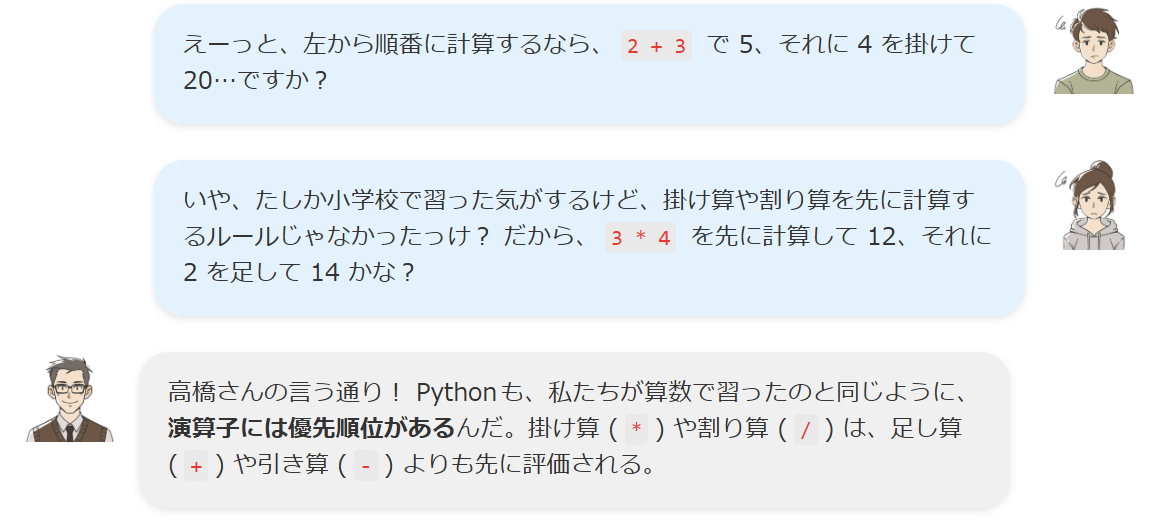 えーっと、左から順番に計算するなら、 2 + 3 で 5、それに 4 を掛けて
20…ですか？
いや、たしか小学校で習った気がするけど、掛け算や割り算を先に計算す
るルールじゃなかったっけ？ だから、 3 * 4 を先に計算して 12、それに
2 を足して 14 かな？
高橋さんの言う通り！ Pythonも、私たちが算数で習ったのと同じように、
演算子には優先順位があるんだ。掛け算 ( * ) や割り算 ( / ) は、足し算
( + ) や引き算 ( - ) よりも先に評価される。